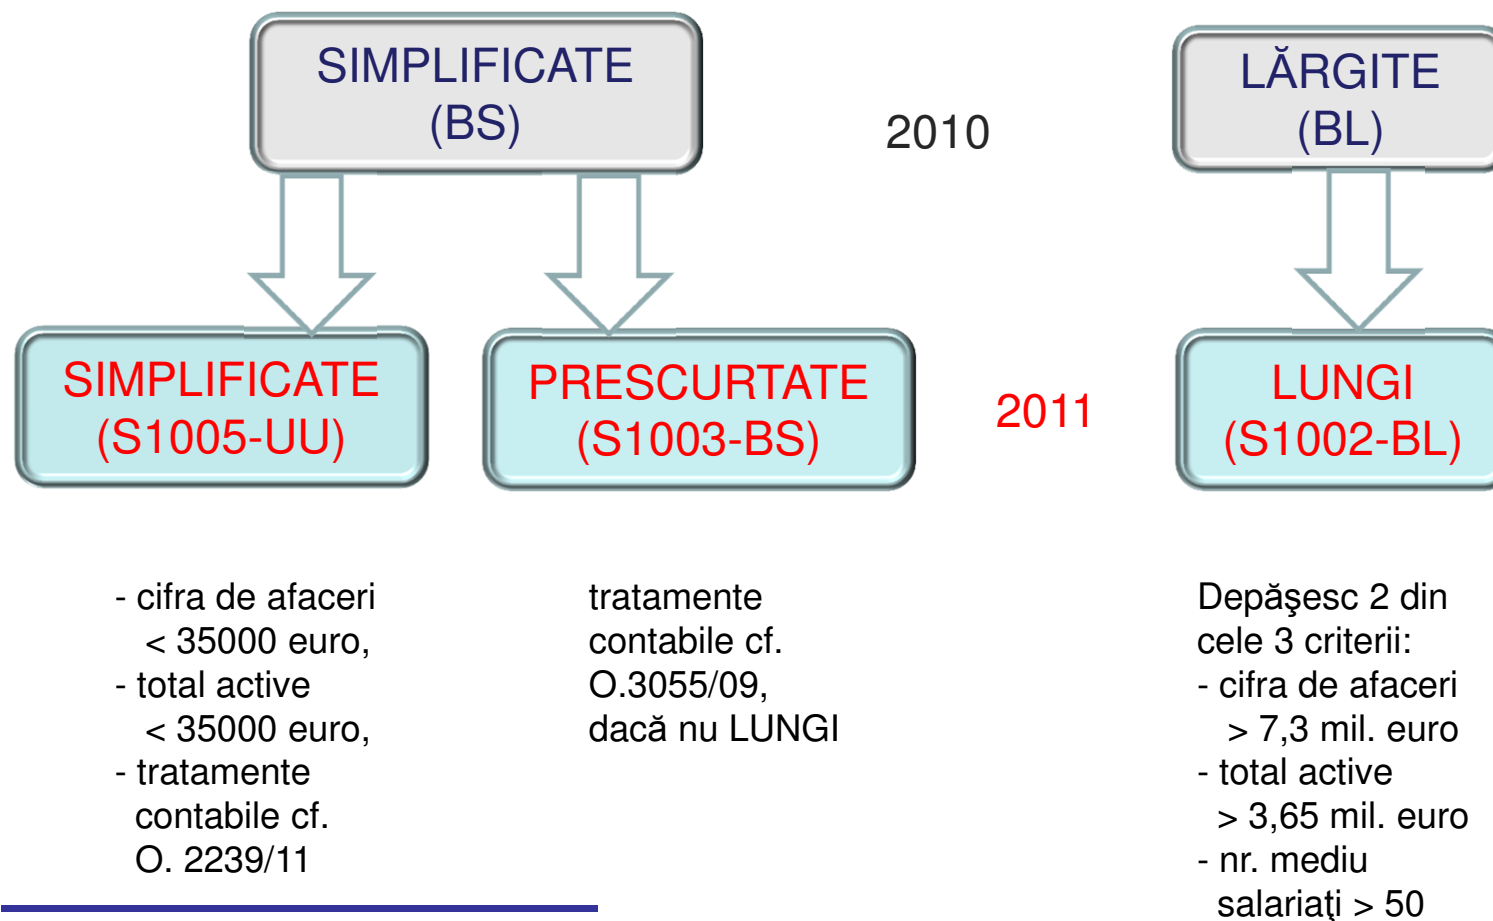 SIMPLIFICATE
(BS)
2010
LĂRGITE
(BL)
SIMPLIFICATE
(S1005-UU)
PRESCURTATE
(S1003-BS)
2011
LUNGI
(S1002-BL)
- cifra de afaceri
< 35000 euro,
- total active
< 35000 euro,
- tratamente
contabile cf.
O. 2239/11
tratamente
contabile cf.
O.3055/09,
dacă nu LUNGI
Depăşesc 2 din
cele 3 criterii:
- cifra de afaceri
> 7,3 mil. euro
- total active
> 3,65 mil. euro
- nr. mediu
salariaţi > 50